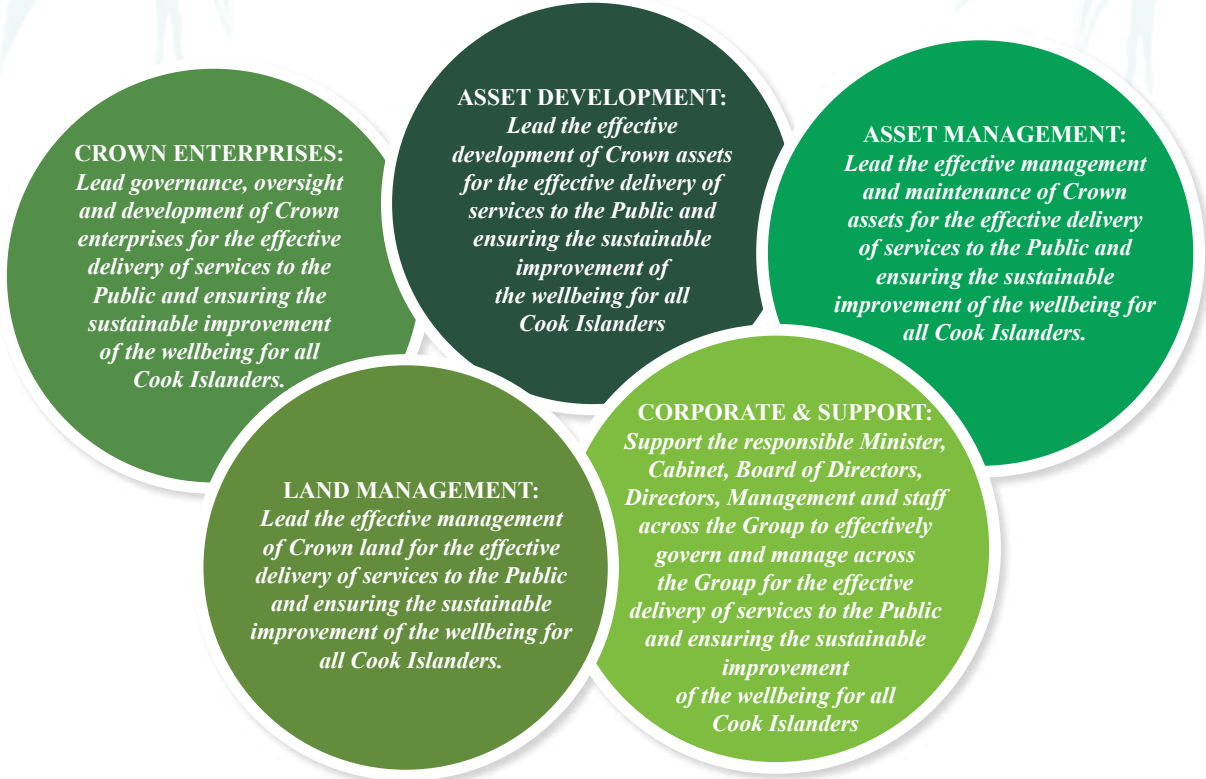 CROWN ENTERPRISES:
Lead governance, oversight
and development of Crown
enterprises for the effective
delivery of services to the
Public and ensuring the
sustainable improvement
of the wellbeing for all
Cook Islanders.
ASSET DEVELOPMENT:
Lead the effective
development of Crown assets
for the effective delivery of
services to the Public and
ensuring the sustainable
improvement of
the wellbeing for all
Cook Islanders
ASSET MANAGEMENT:
Lead the effective management
and maintenance of Crown
assets for the effective delivery
of services to the Public and
ensuring the sustainable
improvement of the wellbeing for
all Cook Islanders.
LAND MANAGEMENT:
Lead the effective management
of Crown land for the effective
delivery of services to the Public
and ensuring the sustainable
improvement of the wellbeing for
all Cook Islanders.
CORPORATE & SUPPORT:
Support the responsible Minister,
Cabinet, Board of Directors,
Directors, Management and staff
across the Group to effectively
govern and manage across
the Group for the effective
delivery of services to the Public
and ensuring the sustainable
improvement
of the wellbeing for all
Cook Islanders